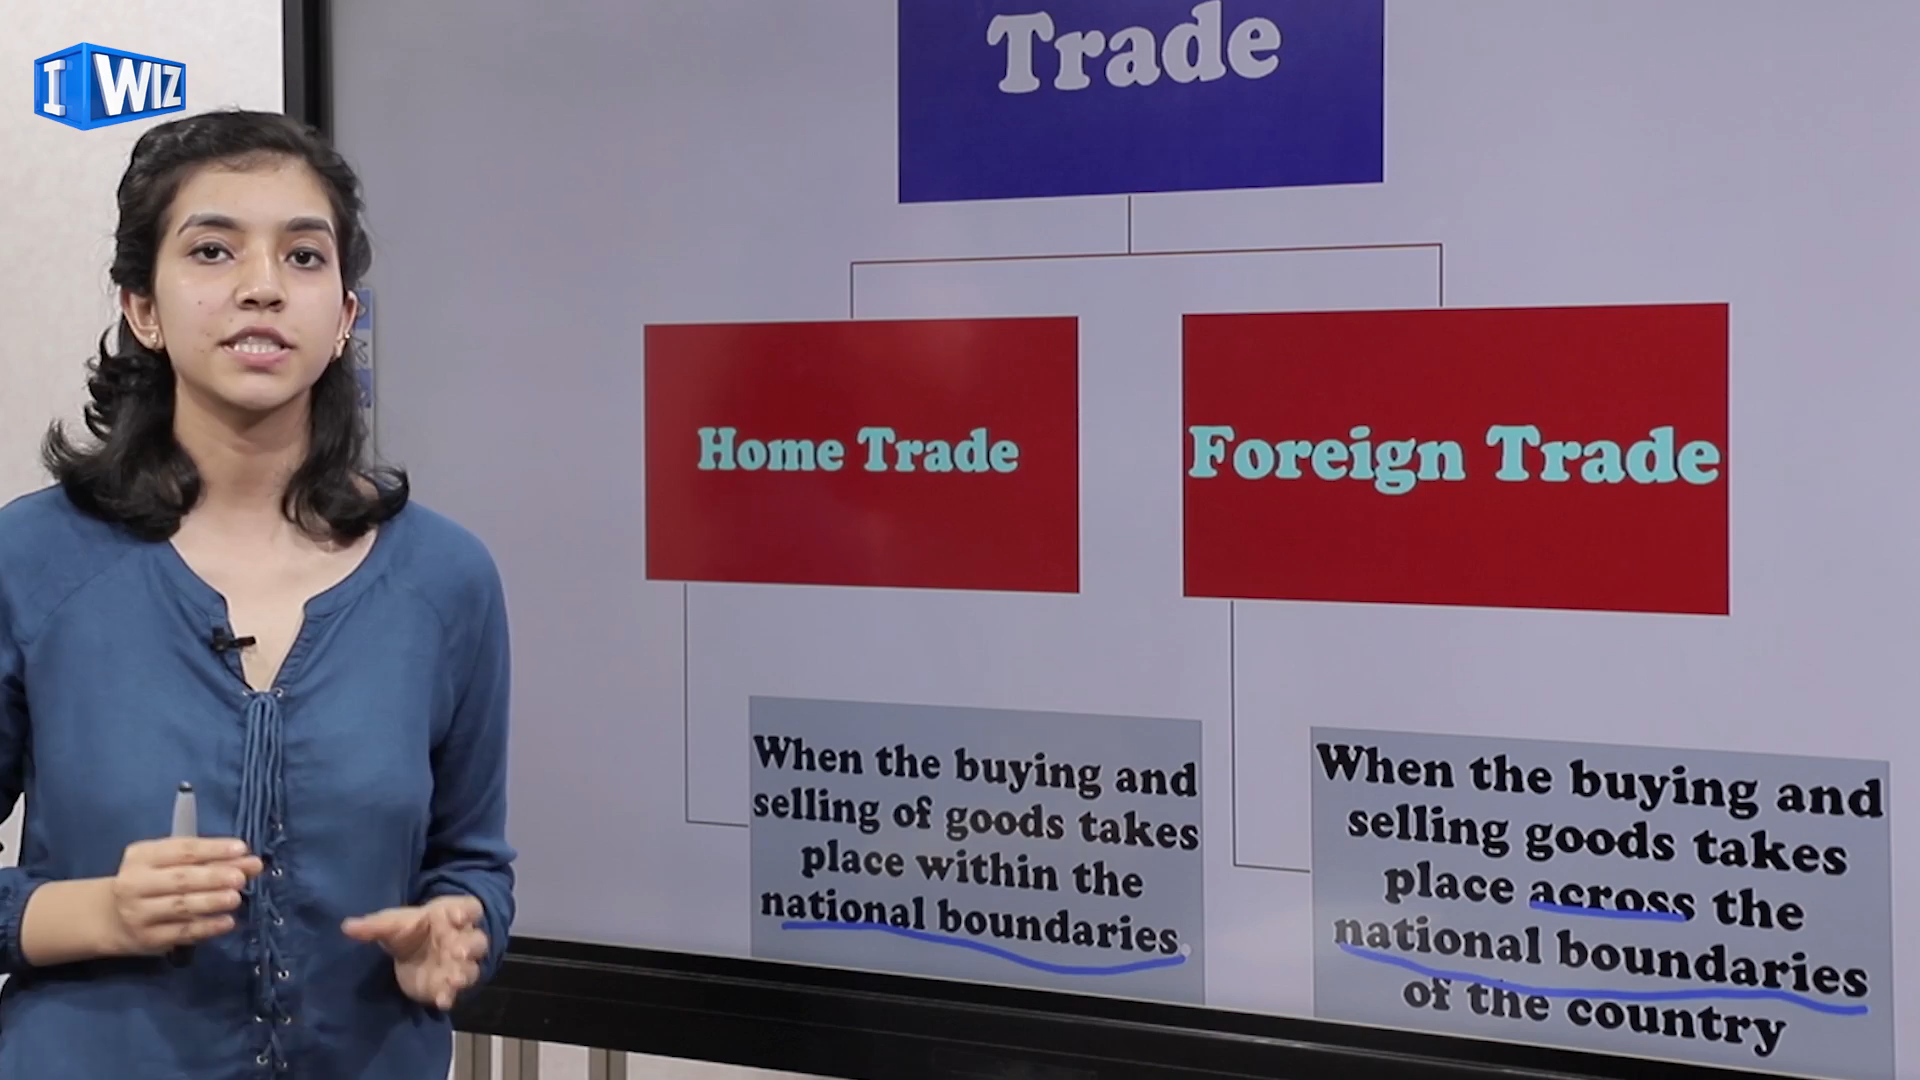 I WIZ
Trade
Home Trade
Foreign Trade
When the buying and
selling of goods takes
place within the
national boundaries.
When the buying and
selling goods takes
place across the
national boundaries
of the country